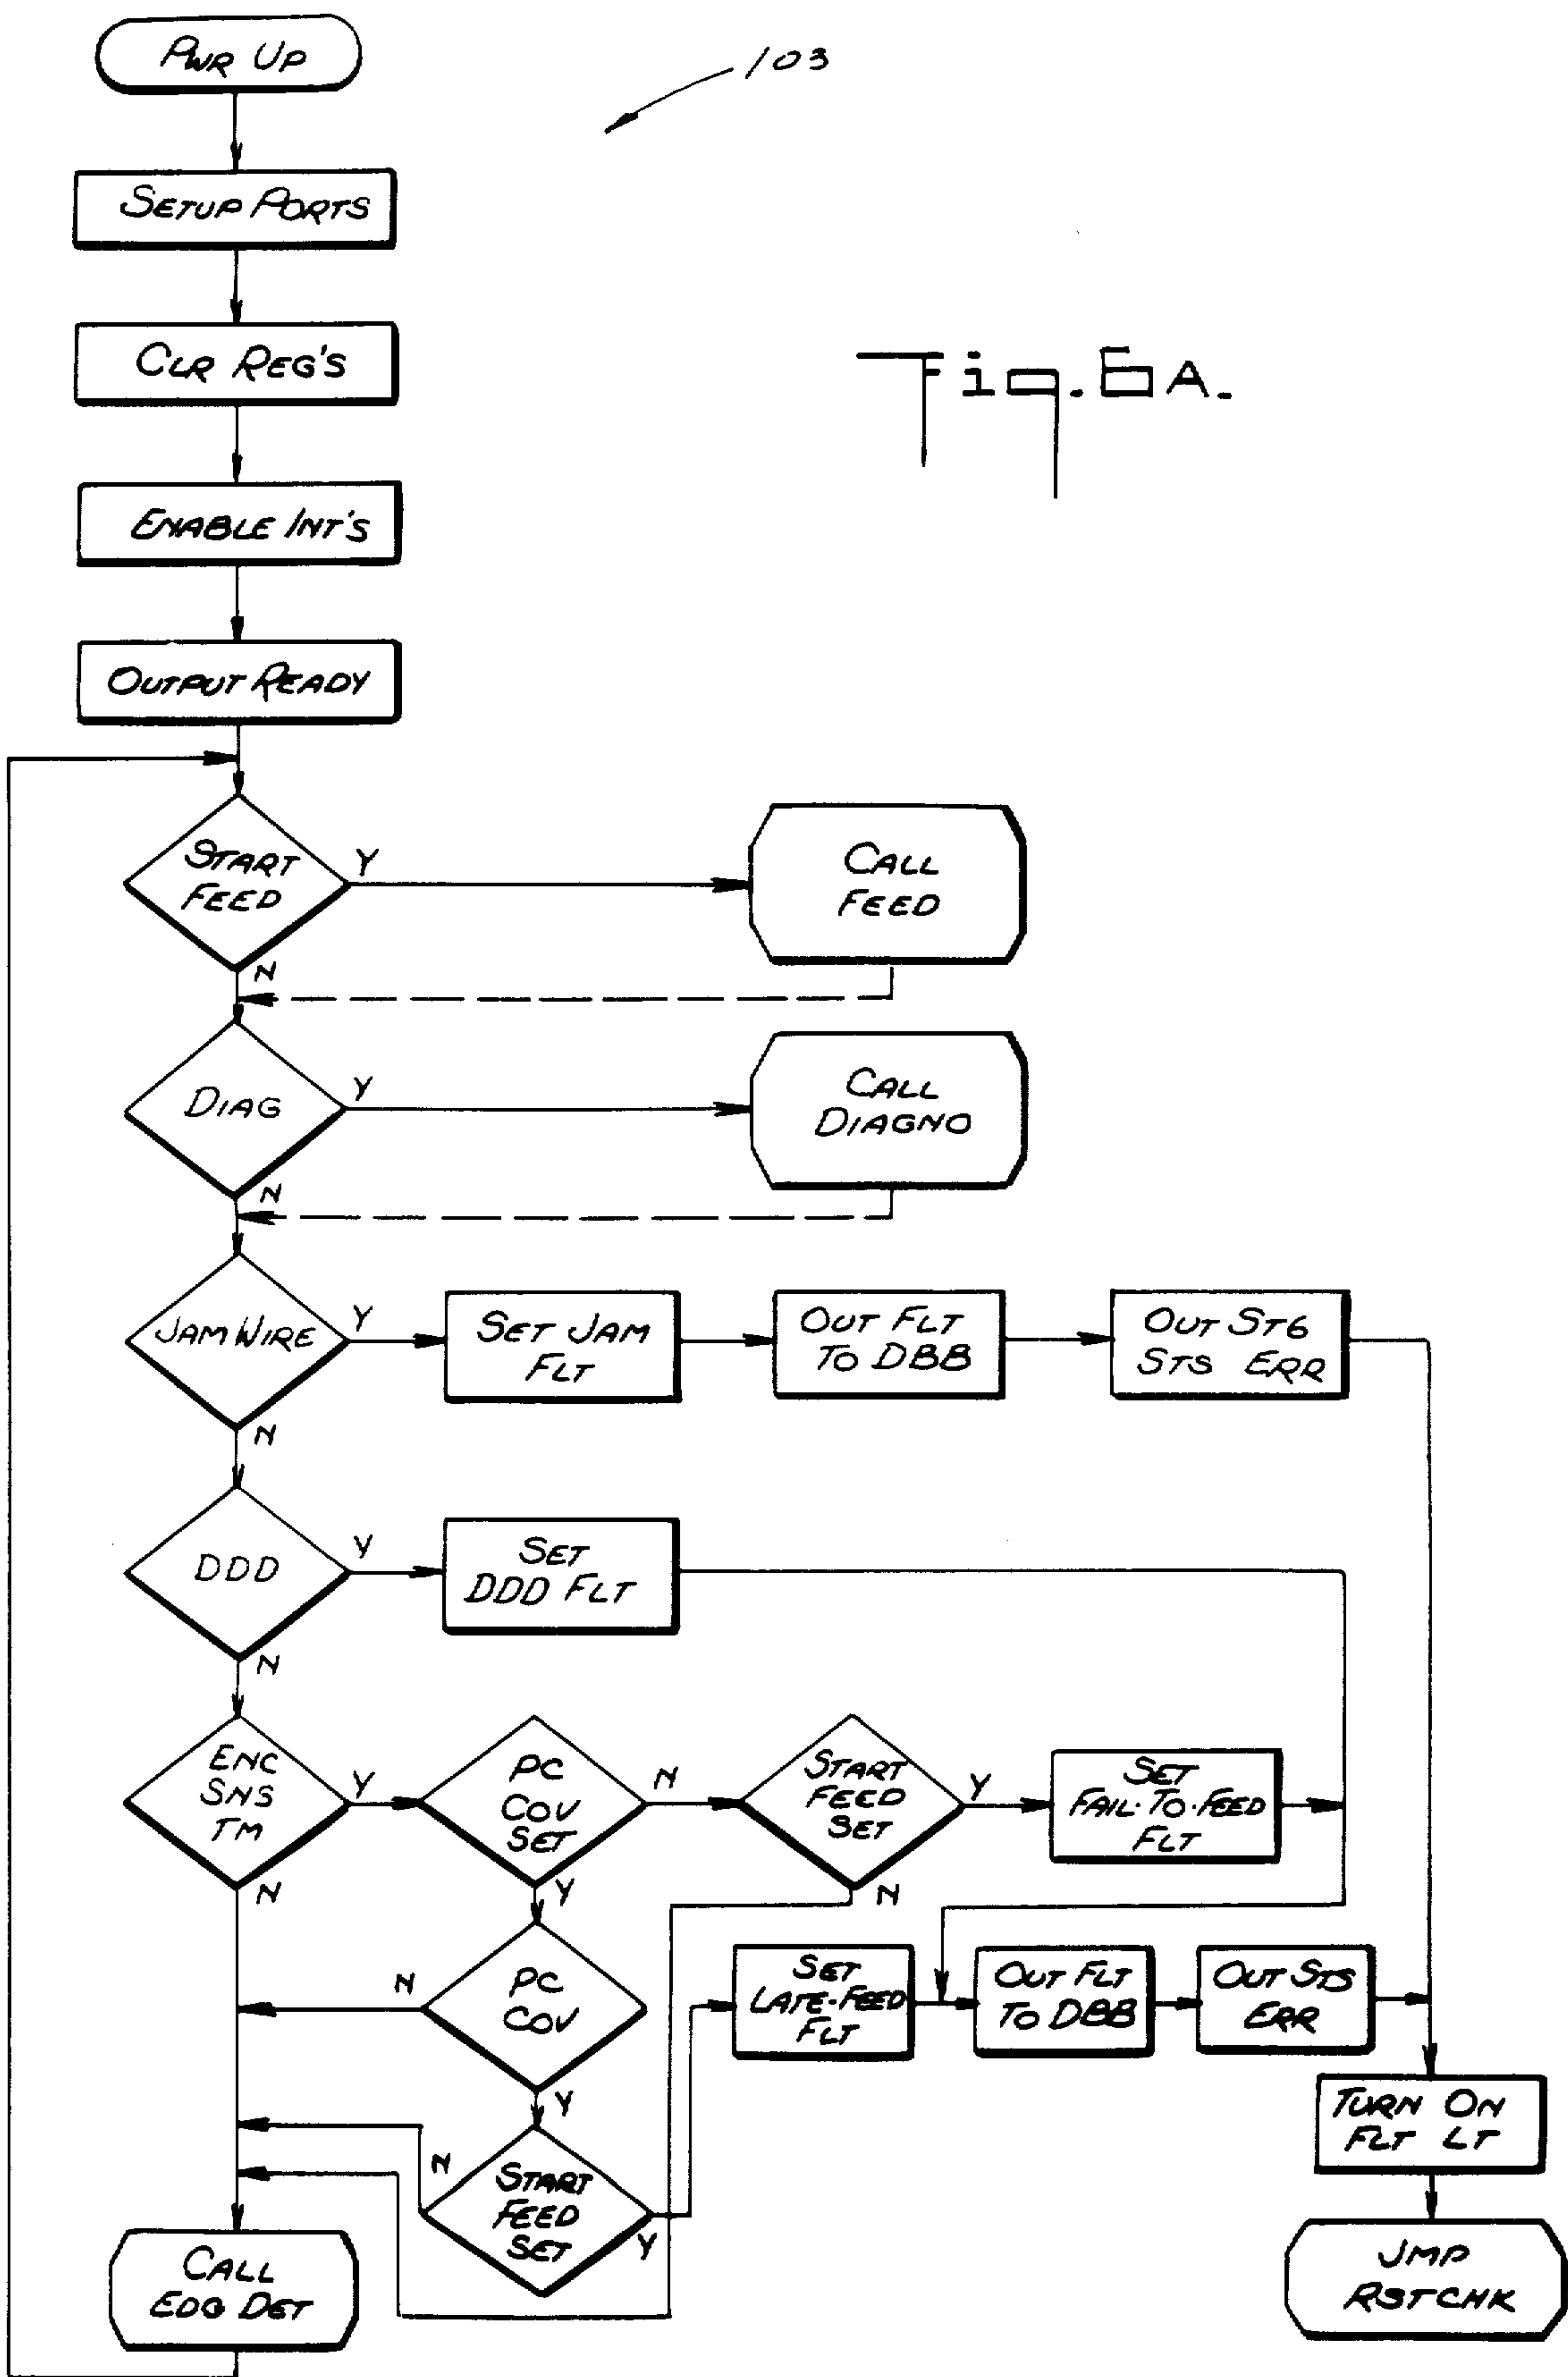 PWR UP
103
SETUP PORTS
CLR REG'S
Fig. 6A.
ENABLE INT'S
OUTPUT READY
START
FEED
Y
N
CALL
FEED
DIAG
Y
N
CALL
DIAGNO
JAM WIRE
Y
N
SET JAM
FLT
OUT FLT
TO DBB
OUT ST6
STS ERR
DDD
Y
N
SET
DDD FLT
ENC
SNS
TM
Y
N
PC
COV
SET
N
Y
START
FEED
SET
Y
N
SET
FAIL-TO-FEED
FLT
PC
COV
N
Y
SET
LATE-FEED
FLT
OUT FLT
TO DBB
OUT STS
ERR
START
FEED
SET
N
Y
TURN ON
FLT LT
CALL
EDG DET
JMP
RSTCHK